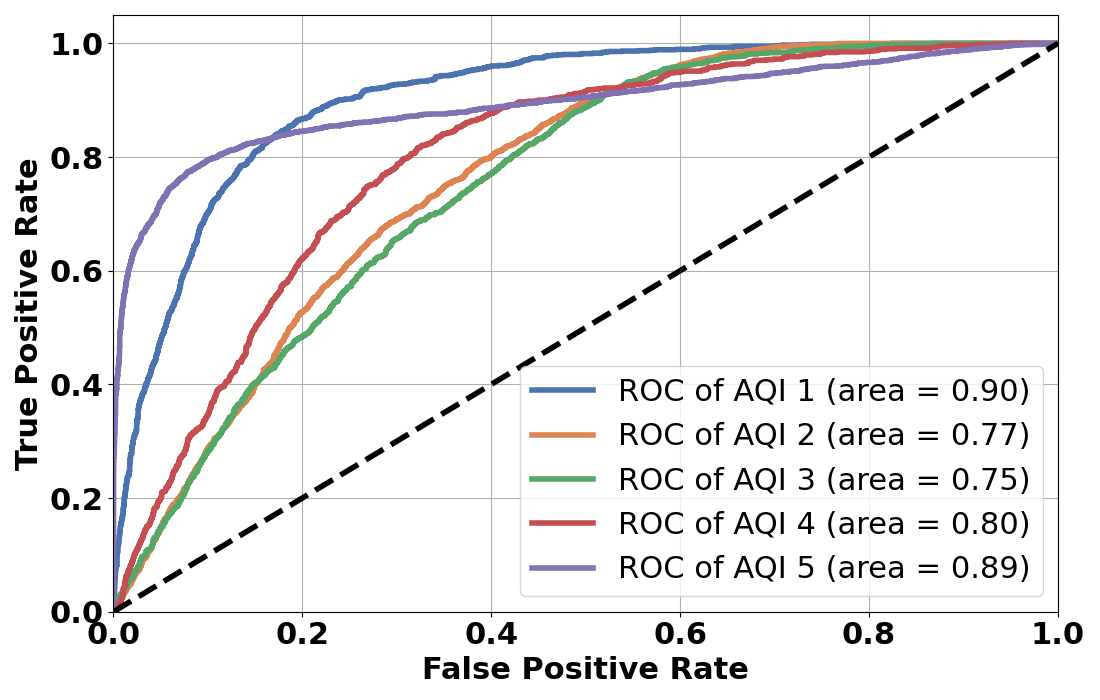 True Positive Rate
1.0
0.8
0.6
0.4
0.2
0.0
ROC of AQI 1 (area = 0.90)
ROC of AQI 2 (area = 0.77)
ROC of AQI 3 (area = 0.75)
ROC of AQI 4 (area = 0.80)
ROC of AQI 5 (area = 0.89)
0.0 0.2 0.4 0.6 0.8 1.0
False Positive Rate